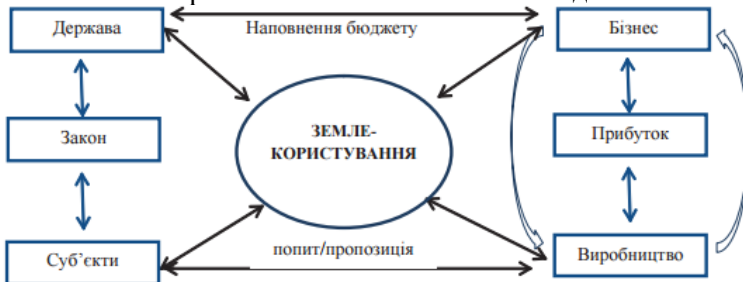 Держава
Наповнення бюджету
Бізнес
ЗЕМЛЕ-
КОРИСТУВАННЯ
Закон
Прибуток
попит/пропозиція
Суб’єкти
Виробництво